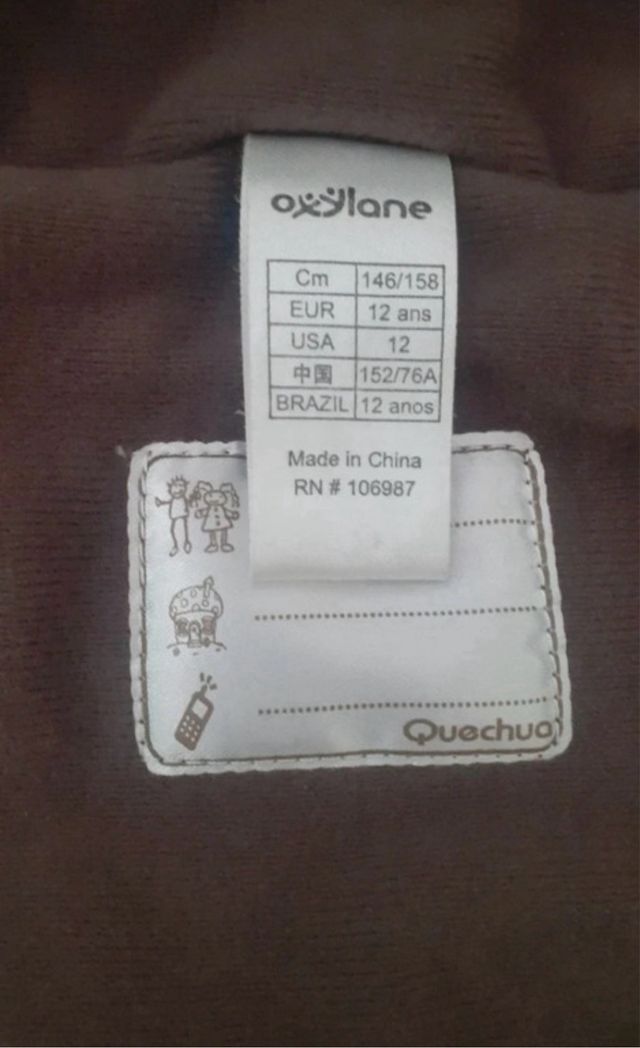 oxylane
Cm 146/158
EUR 12 ans
USA 12
中国 152/76A
BRAZIL 12 anos
Made in China
RN # 106987
Quechua